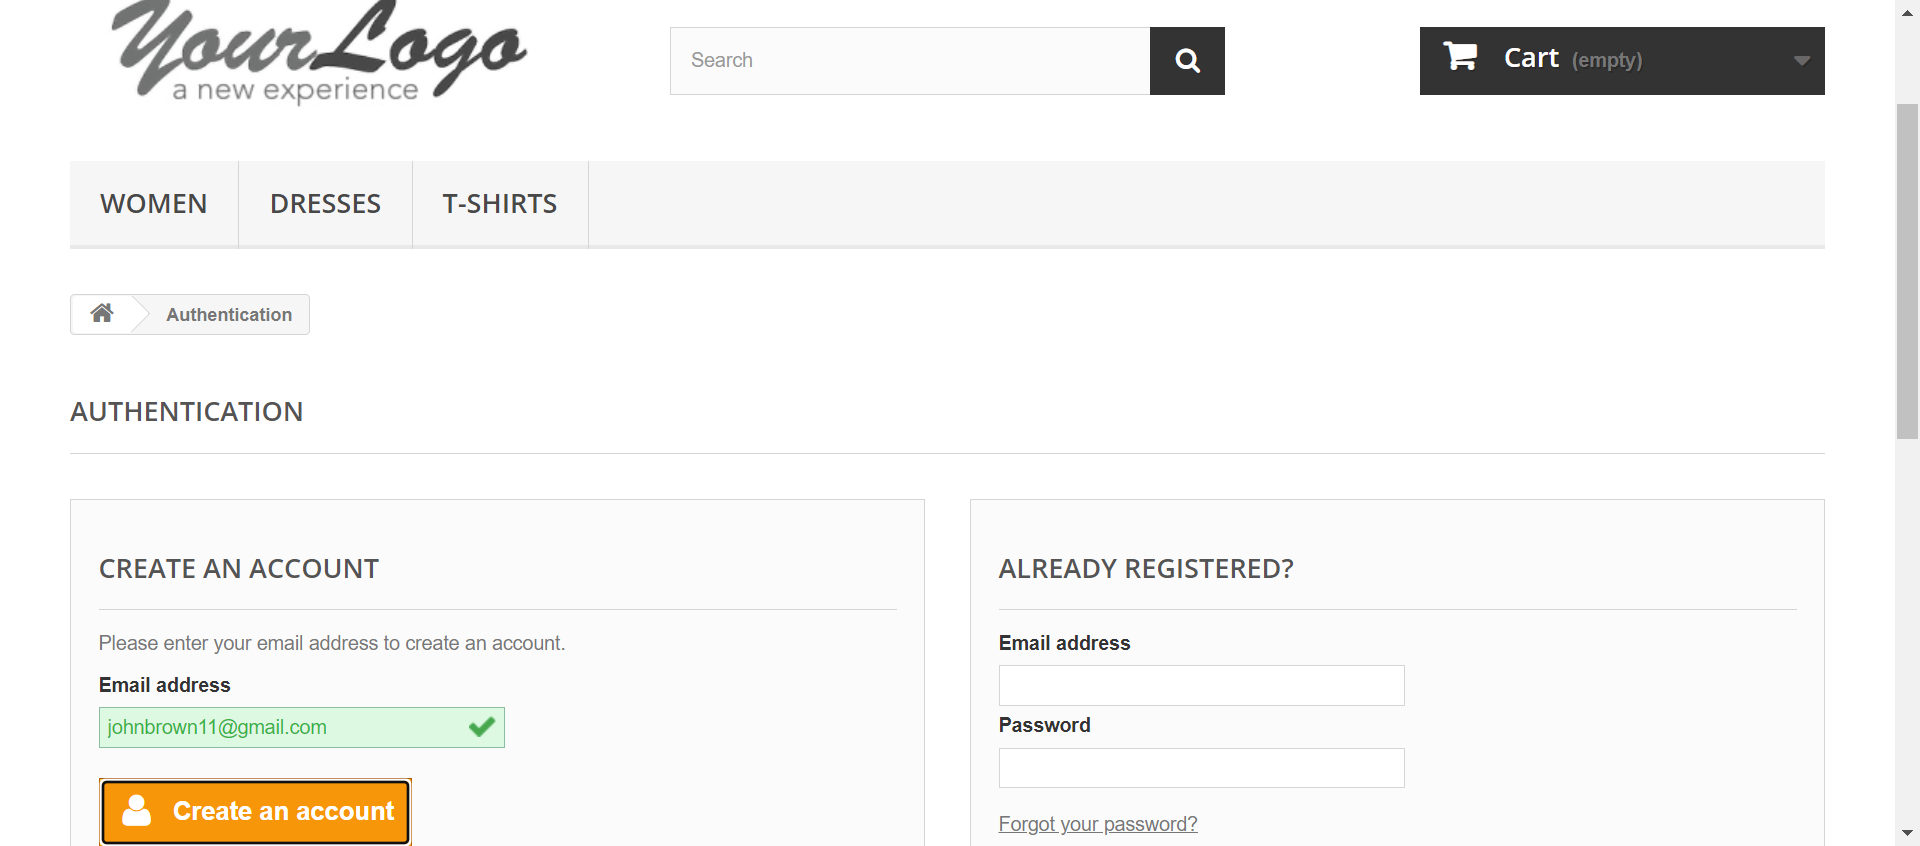 YourLogo
a new experience
Search
Cart (empty)
WOMEN DRESSES T-SHIRTS
Authentication
AUTHENTICATION
CREATE AN ACCOUNT
Please enter your email address to create an account.
Email address
johnbrown11@gmail.com
Create an account
ALREADY REGISTERED?
Email address
Password
Forgot your password?